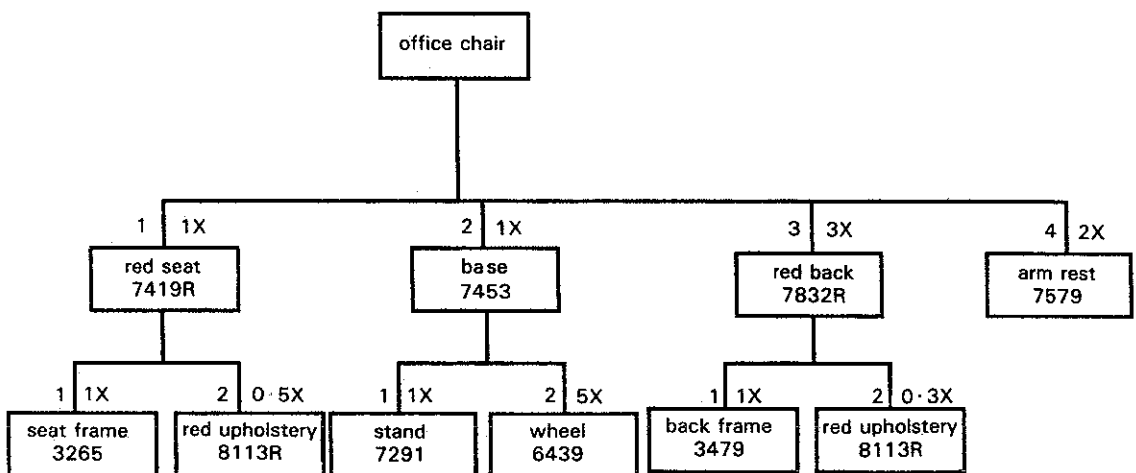 office chair
1 1X
2 1X
3 3X
4 2X
red seat
7419R
base
7453
red back
7832R
arm rest
7579
1 1X
2 0·5X
1 1X
2 5X
1 1X
2 0·3X
seat frame
3265
red upholstery
8113R
stand
7291
wheel
6439
back frame
3479
red upholstery
8113R